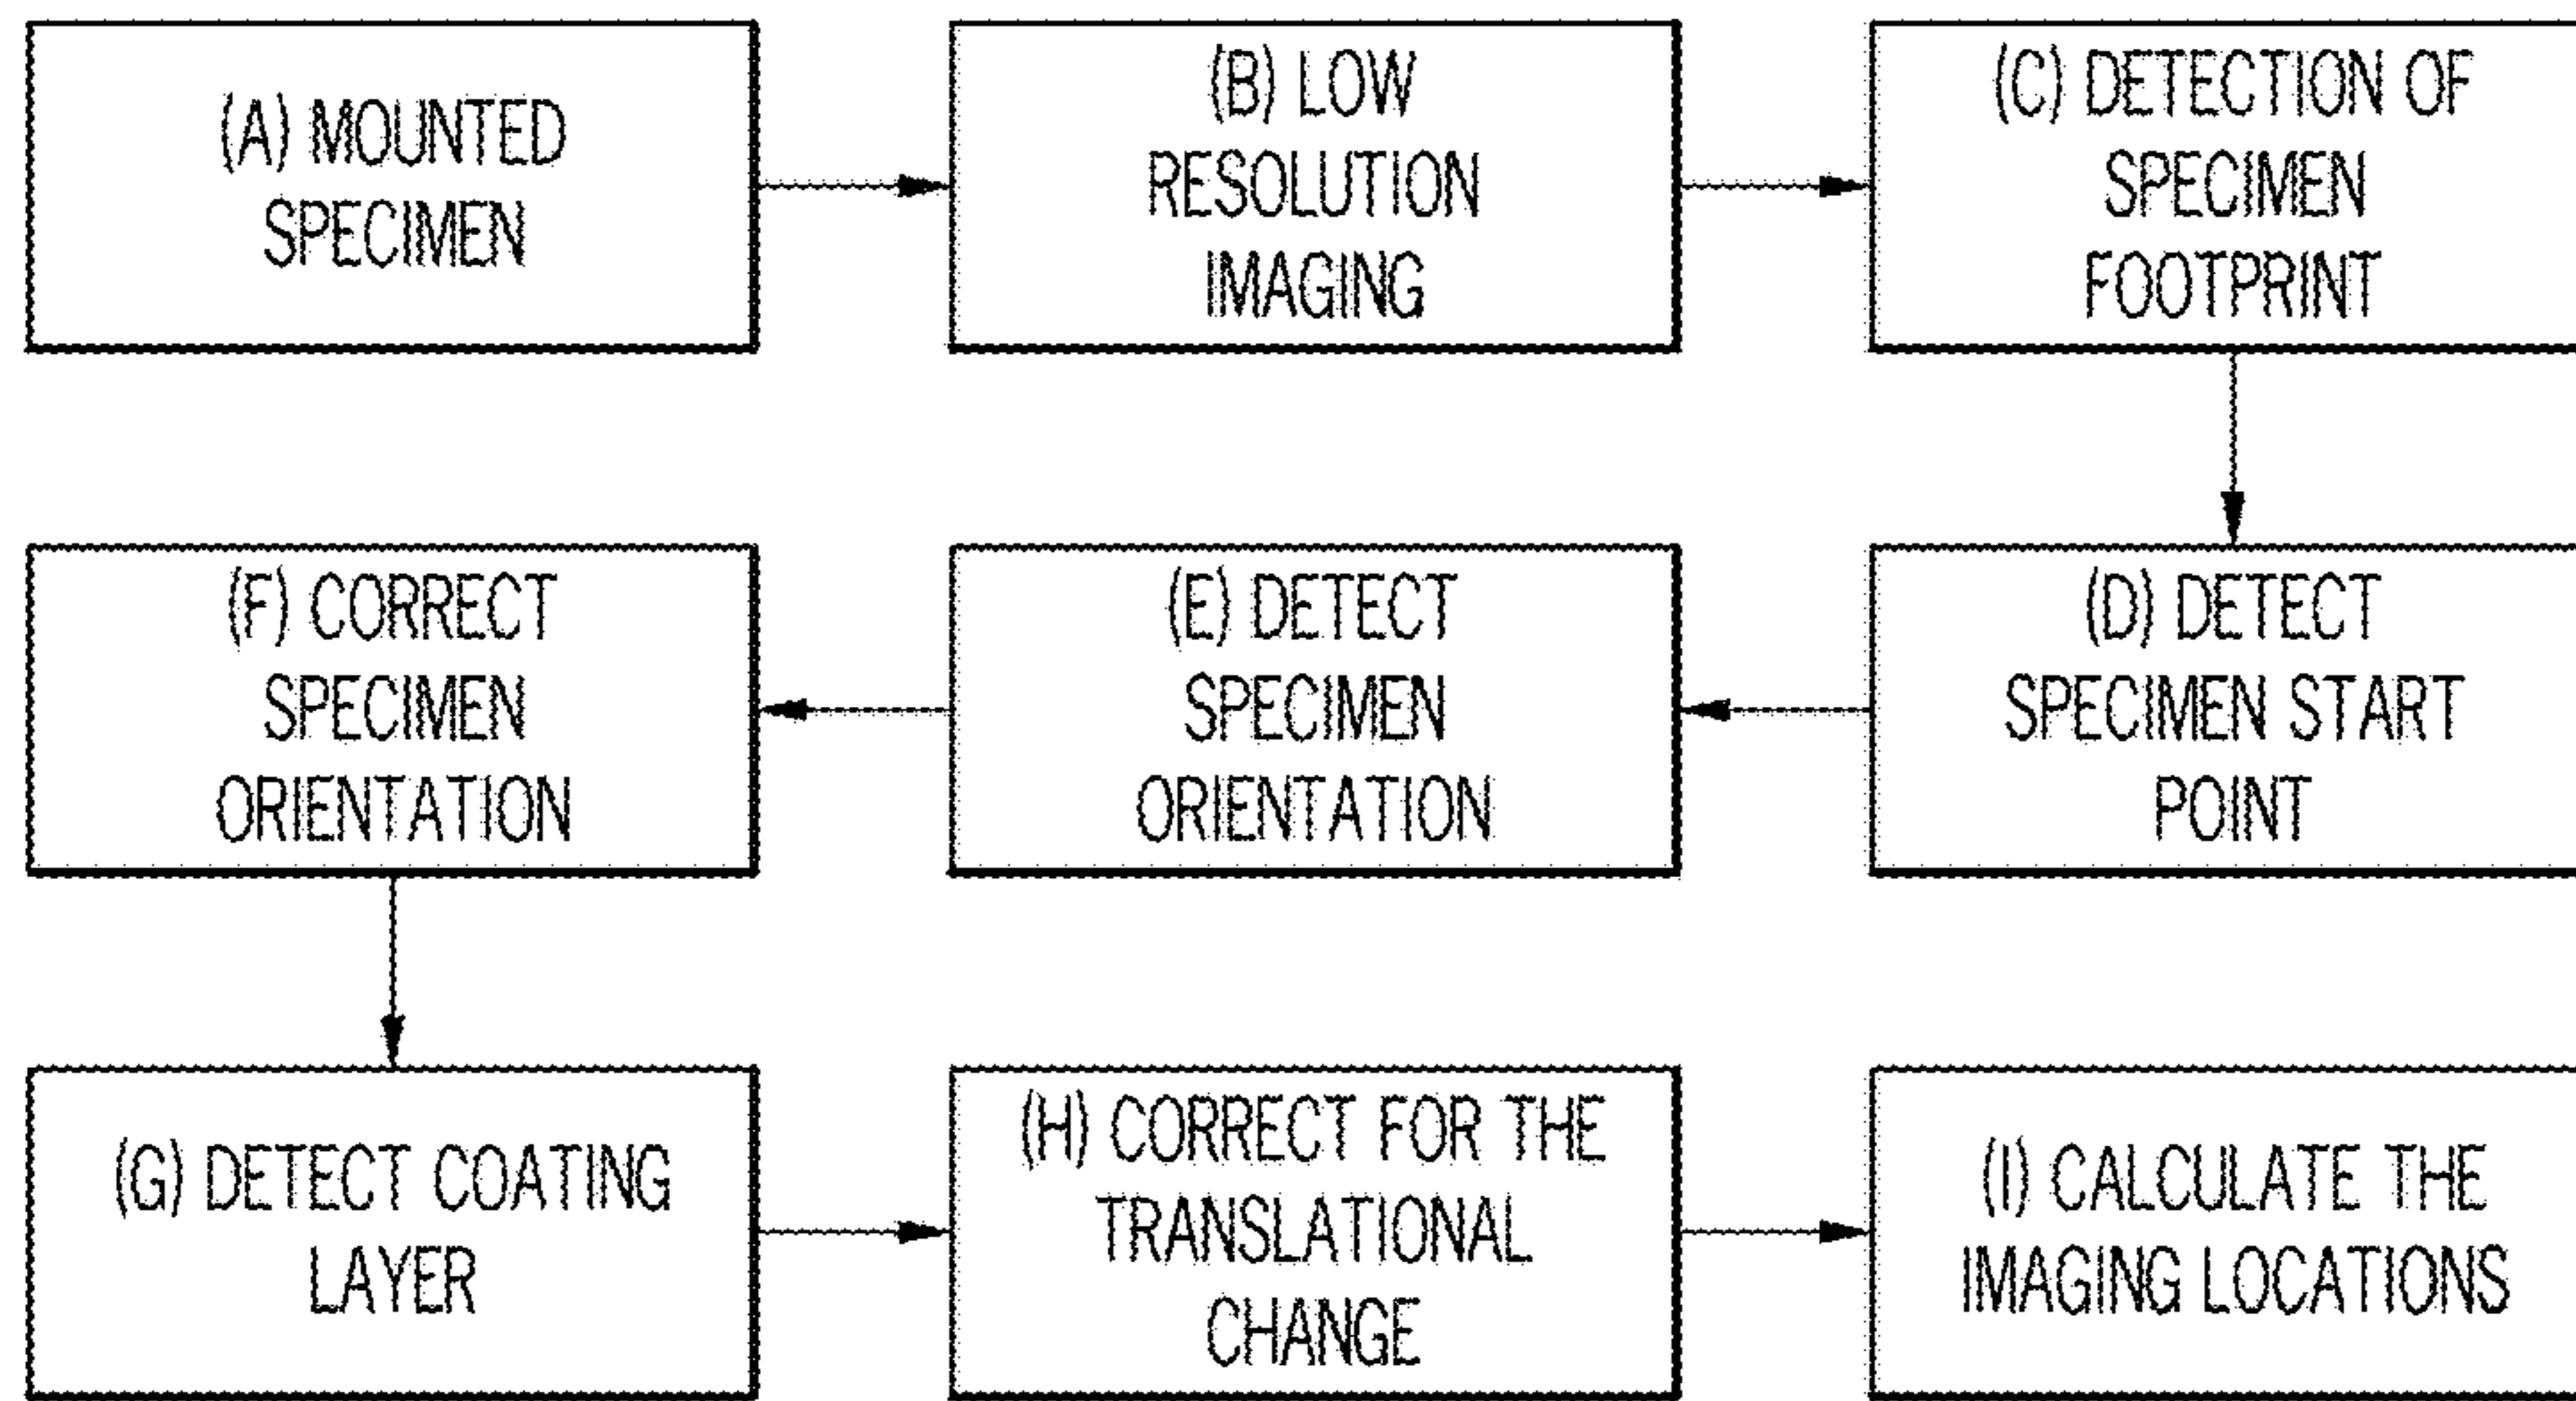 (A) MOUNTED
SPECIMEN
(B) LOW
RESOLUTION
IMAGING
(C) DETECTION OF
SPECIMEN
FOOTPRINT
(D) DETECT
SPECIMEN START
POINT
(E) DETECT
SPECIMEN
ORIENTATION
(F) CORRECT
SPECIMEN
ORIENTATION
(G) DETECT COATING
LAYER
(H) CORRECT FOR THE
TRANSLATIONAL
CHANGE
(I) CALCULATE THE
IMAGING LOCATIONS